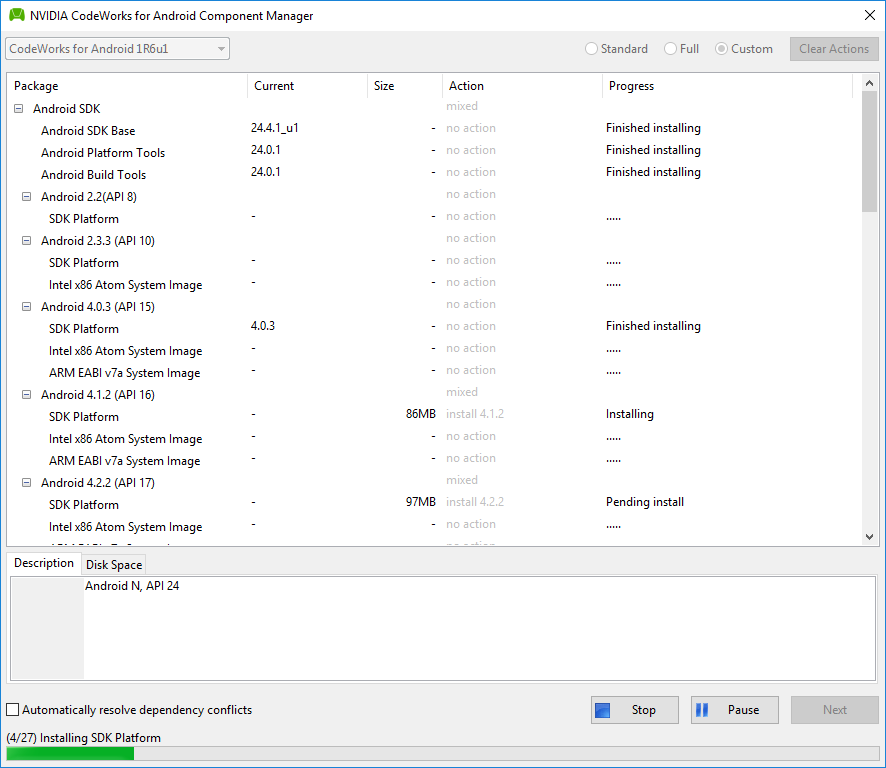 NVIDIA CodeWorks for Android Component Manager
CodeWorks for Android 1R6u1 Standard Full Custom Clear Actions
Package Current Size Action Progress
Android SDK mixed
Android SDK Base 24.4.1_u1 - no action Finished installing
Android Platform Tools 24.0.1 - no action Finished installing
Android Build Tools 24.0.1 - no action Finished installing
Android 2.2(API 8) no action
SDK Platform - - no action .....
Android 2.3.3 (API 10) no action
SDK Platform - - no action .....
Intel x86 Atom System Image - - no action .....
Android 4.0.3 (API 15) no action
SDK Platform 4.0.3 - no action Finished installing
Intel x86 Atom System Image - - no action .....
ARM EABI v7a System Image - - no action .....
Android 4.1.2 (API 16) mixed
SDK Platform - 86MB install 4.1.2 Installing
Intel x86 Atom System Image - - no action .....
ARM EABI v7a System Image - - no action .....
Android 4.2.2 (API 17) mixed
SDK Platform - 97MB install 4.2.2 Pending install
Intel x86 Atom System Image - - no action .....
Description Disk Space
Android N, API 24
Automatically resolve dependency conflicts Stop Pause Next
(4/27) Installing SDK Platform